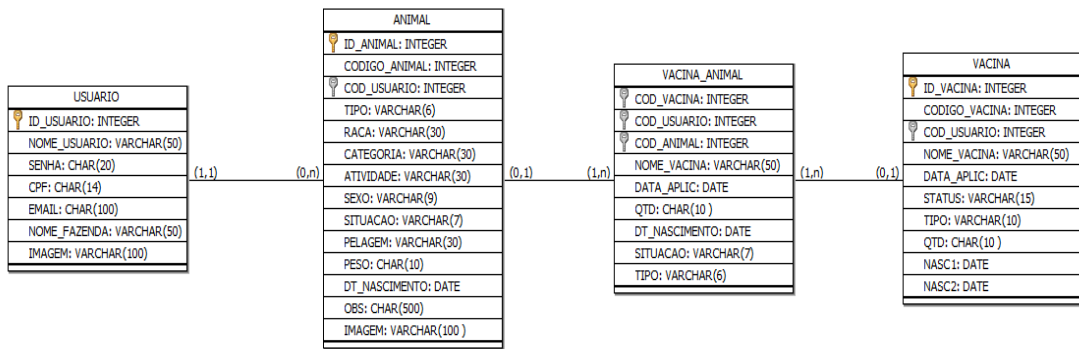 USUARIO
ID_USUARIO: INTEGER
NOME_USUARIO: VARCHAR(50)
SENHA: CHAR(20)
CPF: CHAR(14)
EMAIL: CHAR(100)
NOME_FAZENDA: VARCHAR(50)
IMAGEM: VARCHAR(100)
(1,1)
(0,n)
ANIMAL
ID_ANIMAL: INTEGER
CODIGO_ANIMAL: INTEGER
COD_USUARIO: INTEGER
TIPO: VARCHAR(6)
RACA: VARCHAR(30)
CATEGORIA: VARCHAR(30)
ATIVIDADE: VARCHAR(30)
SEXO: VARCHAR(9)
SITUACAO: VARCHAR(7)
PELAGEM: VARCHAR(30)
PESO: CHAR(10)
DT_NASCIMENTO: DATE
OBS: CHAR(500)
IMAGEM: VARCHAR(100 )
(0,1)
(1,n)
VACINA_ANIMAL
COD_VACINA: INTEGER
COD_USUARIO: INTEGER
COD_ANIMAL: INTEGER
NOME_VACINA: VARCHAR(50)
DATA_APLIC: DATE
QTD: CHAR(10 )
DT_NASCIMENTO: DATE
SITUACAO: VARCHAR(7)
TIPO: VARCHAR(6)
(1,n)
(0,1)
VACINA
ID_VACINA: INTEGER
CODIGO_VACINA: INTEGER
COD_USUARIO: INTEGER
NOME_VACINA: VARCHAR(50)
DATA_APLIC: DATE
STATUS: VARCHAR(15)
TIPO: VARCHAR(10)
QTD: CHAR(10 )
NASC1: DATE
NASC2: DATE